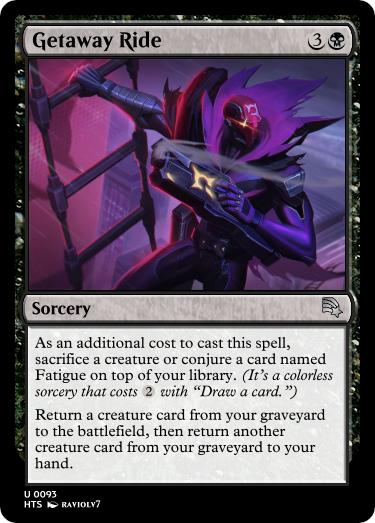 Getaway Ride 3
Sorcery
As an additional cost to cast this spell,
sacrifice a creature or conjure a card named
Fatigue on top of your library. (It's a colorless
sorcery that costs 2 with “Draw a card.”)
Return a creature card from your graveyard
to the battlefield, then return another
creature card from your graveyard to your
hand.
U 0093
HTS RAVIOLY7